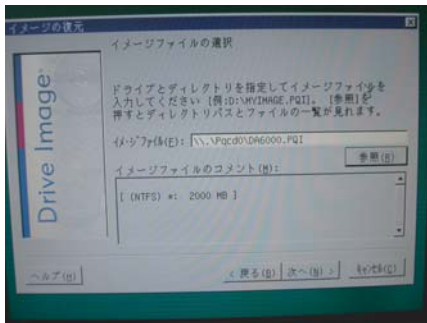 イメージの復元
イメージファイルの選択
Drive Image
ドライブとディレクトリを指定してイメージファイルを
入力してください [例:D:\MYIMAGE.PQI]。 [参照]を
押すとディレクトリパスとファイルの一覧が見れます。
イメージファイル(F): \\.\Pqcd0\DA6000.PQI
参照(R)
イメージファイルのコメント(M):
[ (NTFS) *: 2000 MB ]
ヘルプ(H)
< 戻る(B) 次へ(N) > キャンセル(C)